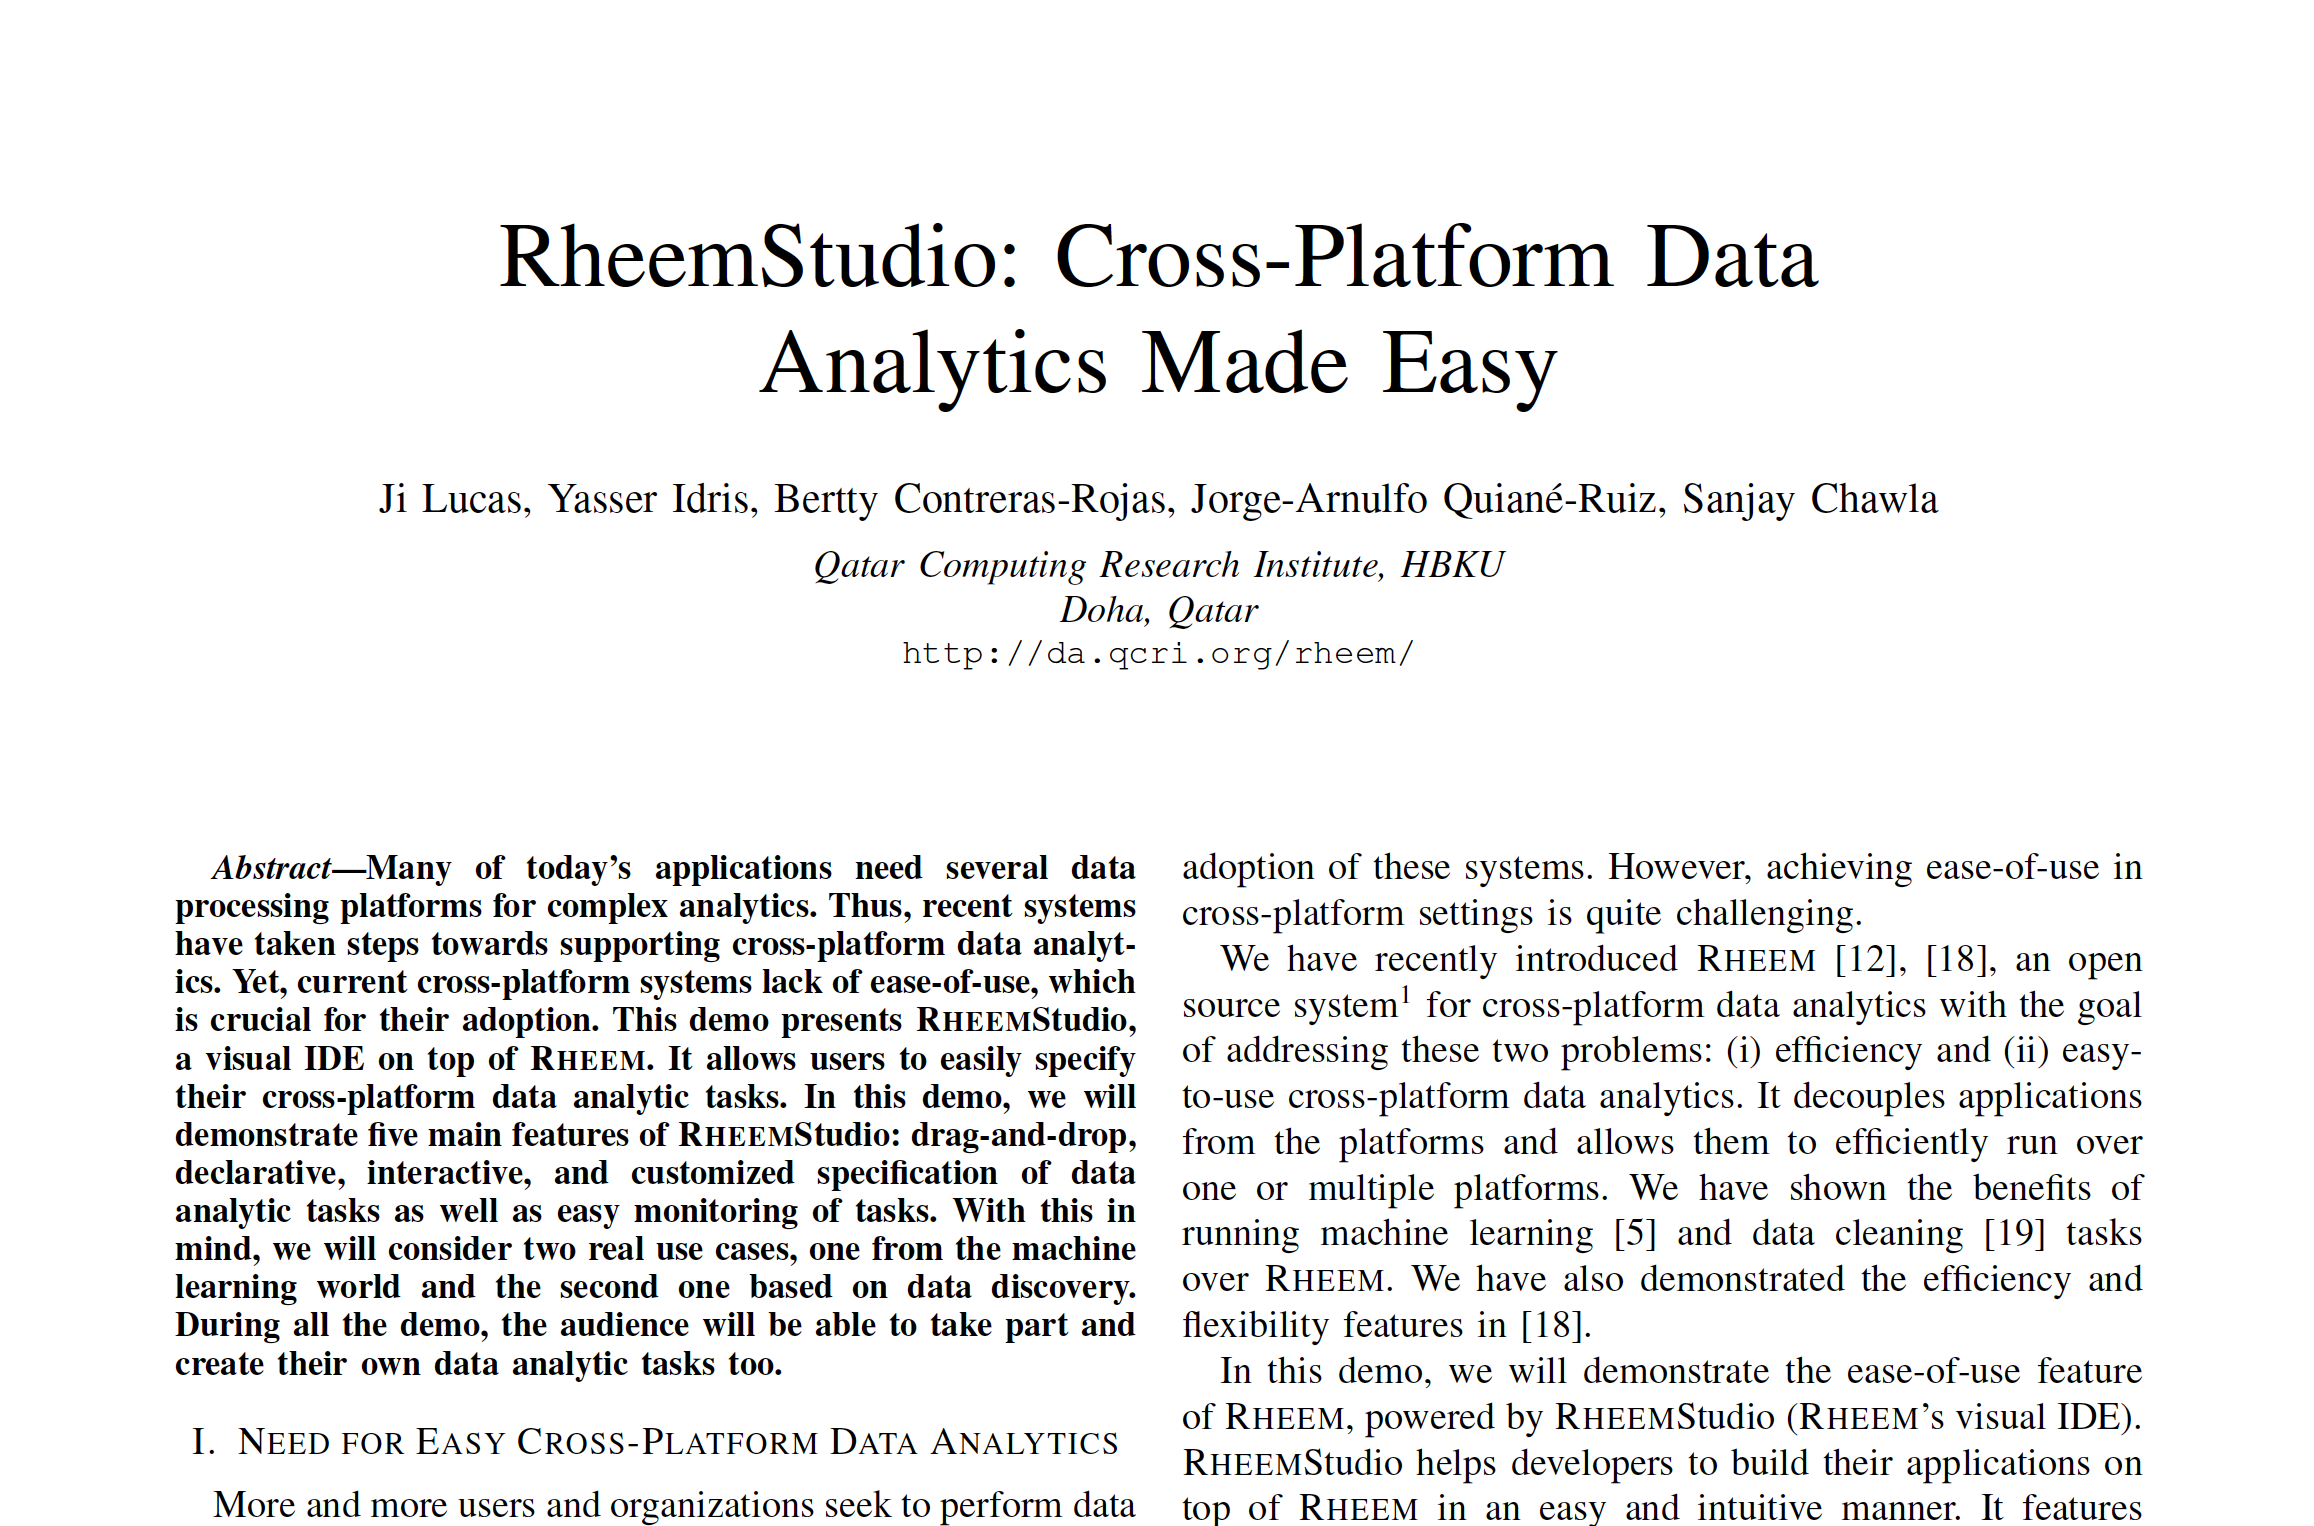 RheemStudio: Cross-Platform Data
Analytics Made Easy
Ji Lucas, Yasser Idris, Bertty Contreras-Rojas, Jorge-Arnulfo Quiané-Ruiz, Sanjay Chawla
Qatar Computing Research Institute, HBKU
Doha, Qatar
http://da.qcri.org/rheem/
Abstract—Many of today's applications need several data
processing platforms for complex analytics. Thus, recent systems
have taken steps towards supporting cross-platform data analyt-
ics. Yet, current cross-platform systems lack of ease-of-use, which
is crucial for their adoption. This demo presents RHEEMStudio,
a visual IDE on top of RHEEM. It allows users to easily specify
their cross-platform data analytic tasks. In this demo, we will
demonstrate five main features of RHEEMStudio: drag-and-drop,
declarative, interactive, and customized specification of data
analytic tasks as well as easy monitoring of tasks. With this in
mind, we will consider two real use cases, one from the machine
learning world and the second one based on data discovery.
During all the demo, the audience will be able to take part and
create their own data analytic tasks too.
I. NEED FOR EASY CROSS-PLATFORM DATA ANALYTICS
More and more users and organizations seek to perform data
adoption of these systems. However, achieving ease-of-use in
cross-platform settings is quite challenging.
We have recently introduced RHEEM [12], [18], an open
source system¹ for cross-platform data analytics with the goal
of addressing these two problems: (i) efficiency and (ii) easy-
to-use cross-platform data analytics. It decouples applications
from the platforms and allows them to efficiently run over
one or multiple platforms. We have shown the benefits of
running machine learning [5] and data cleaning [19] tasks
over RHEEM. We have also demonstrated the efficiency and
flexibility features in [18].
In this demo, we will demonstrate the ease-of-use feature
of RHEEM, powered by RHEEMStudio (RHEEM's visual IDE).
RHEEMStudio helps developers to build their applications on
top of RHEEM in an easy and intuitive manner. It features